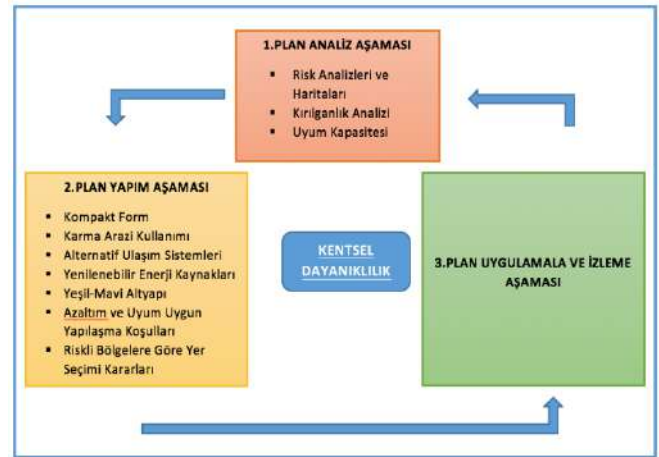 1.PLAN ANALİZ AŞAMASI
▪ Risk Analizleri ve
Haritaları
▪ Kırılganlık Analizi
▪ Uyum Kapasitesi
2.PLAN YAPIM AŞAMASI
▪ Kompakt Form
▪ Karma Arazi Kullanımı
▪ Alternatif Ulaşım Sistemleri
▪ Yenilenebilir Enerji Kaynakları
▪ Yeşil-Mavi Altyapı
▪ Azaltım ve Uyum Uygun
Yapılaşma Koşulları
▪ Riskli Bölgelere Göre Yer
Seçimi Kararları
KENTSEL
DAYANIKLILIK
3.PLAN UYGULAMALA VE İZLEME
AŞAMASI